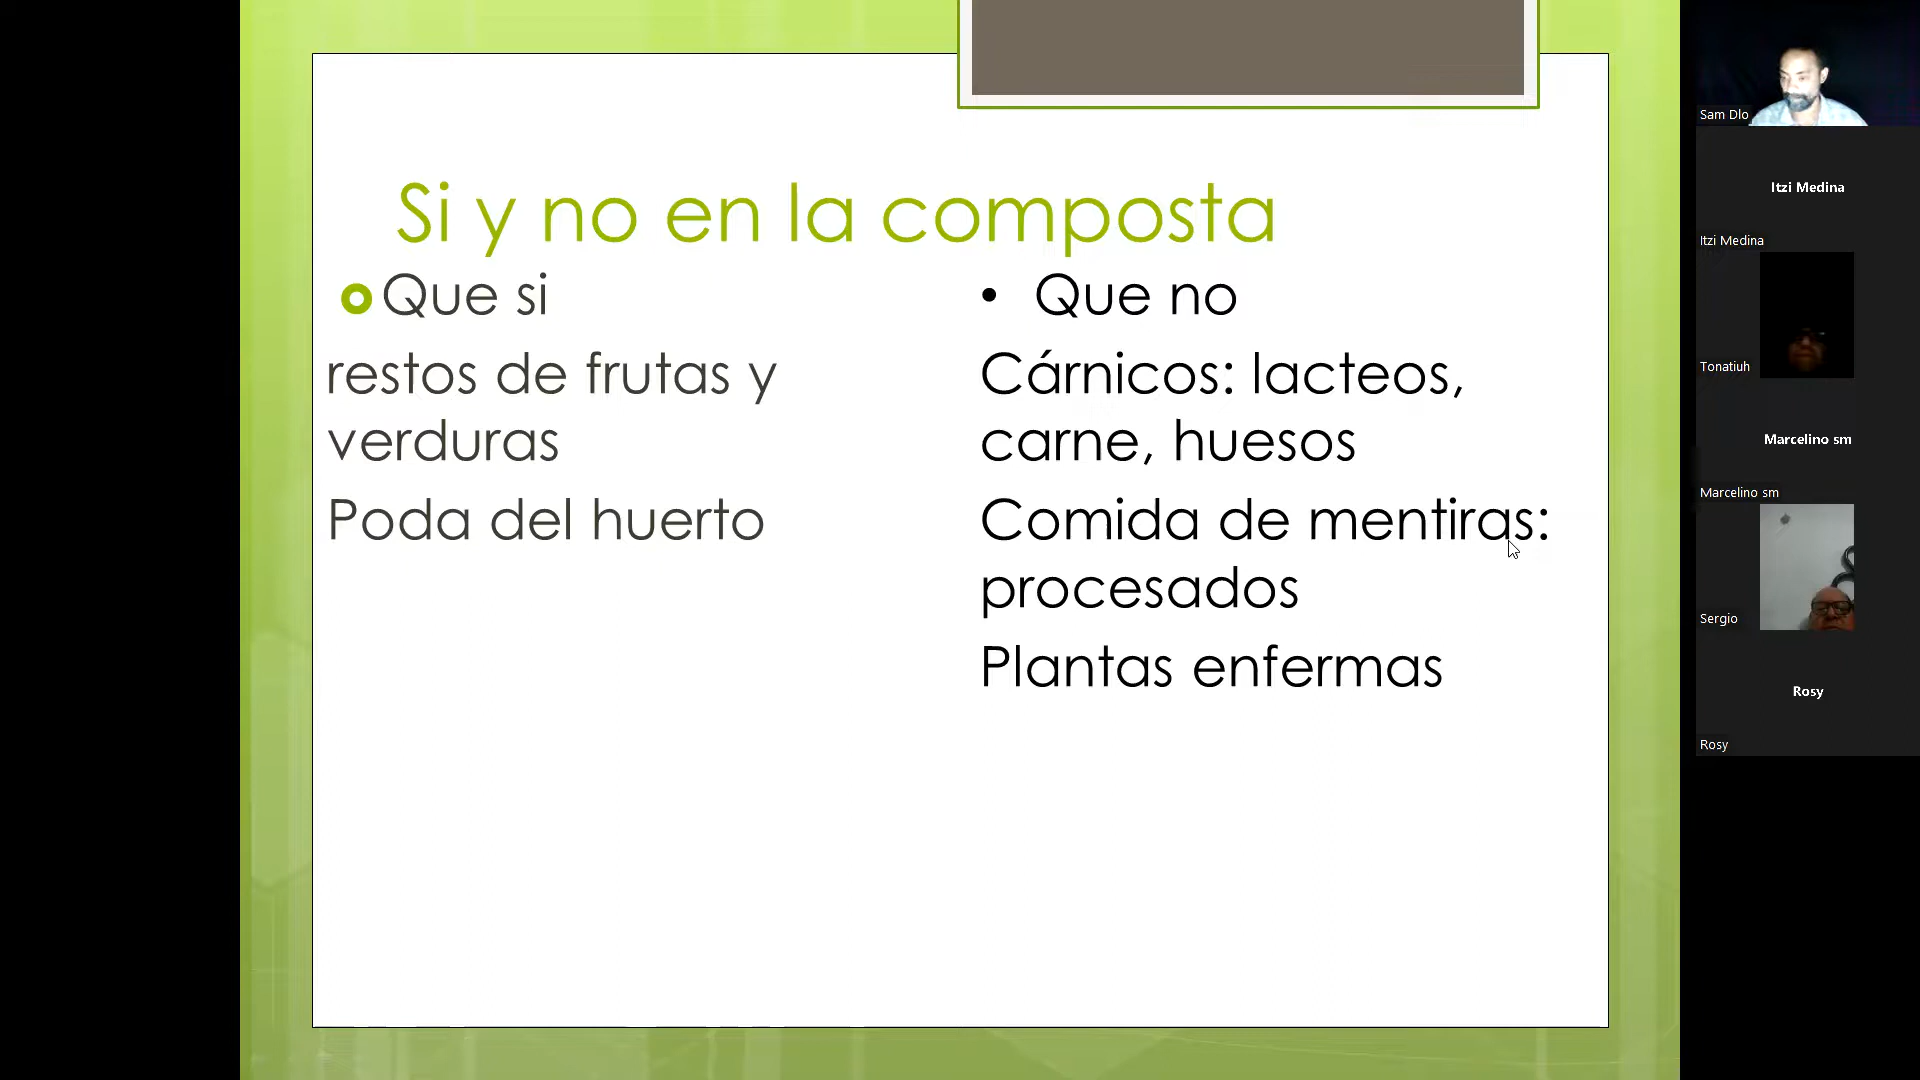 Si y no en la composta
Que si
restos de frutas y
verduras
Poda del huerto
• Que no
Cárnicos: lacteos,
carne, huesos
Comida de mentiras:
procesados
Plantas enfermas
Sam Dlo
Itzi Medina
Itzi Medina
Tonatiuh
Marcelino sm
Marcelino sm
Sergio
Rosy
Rosy